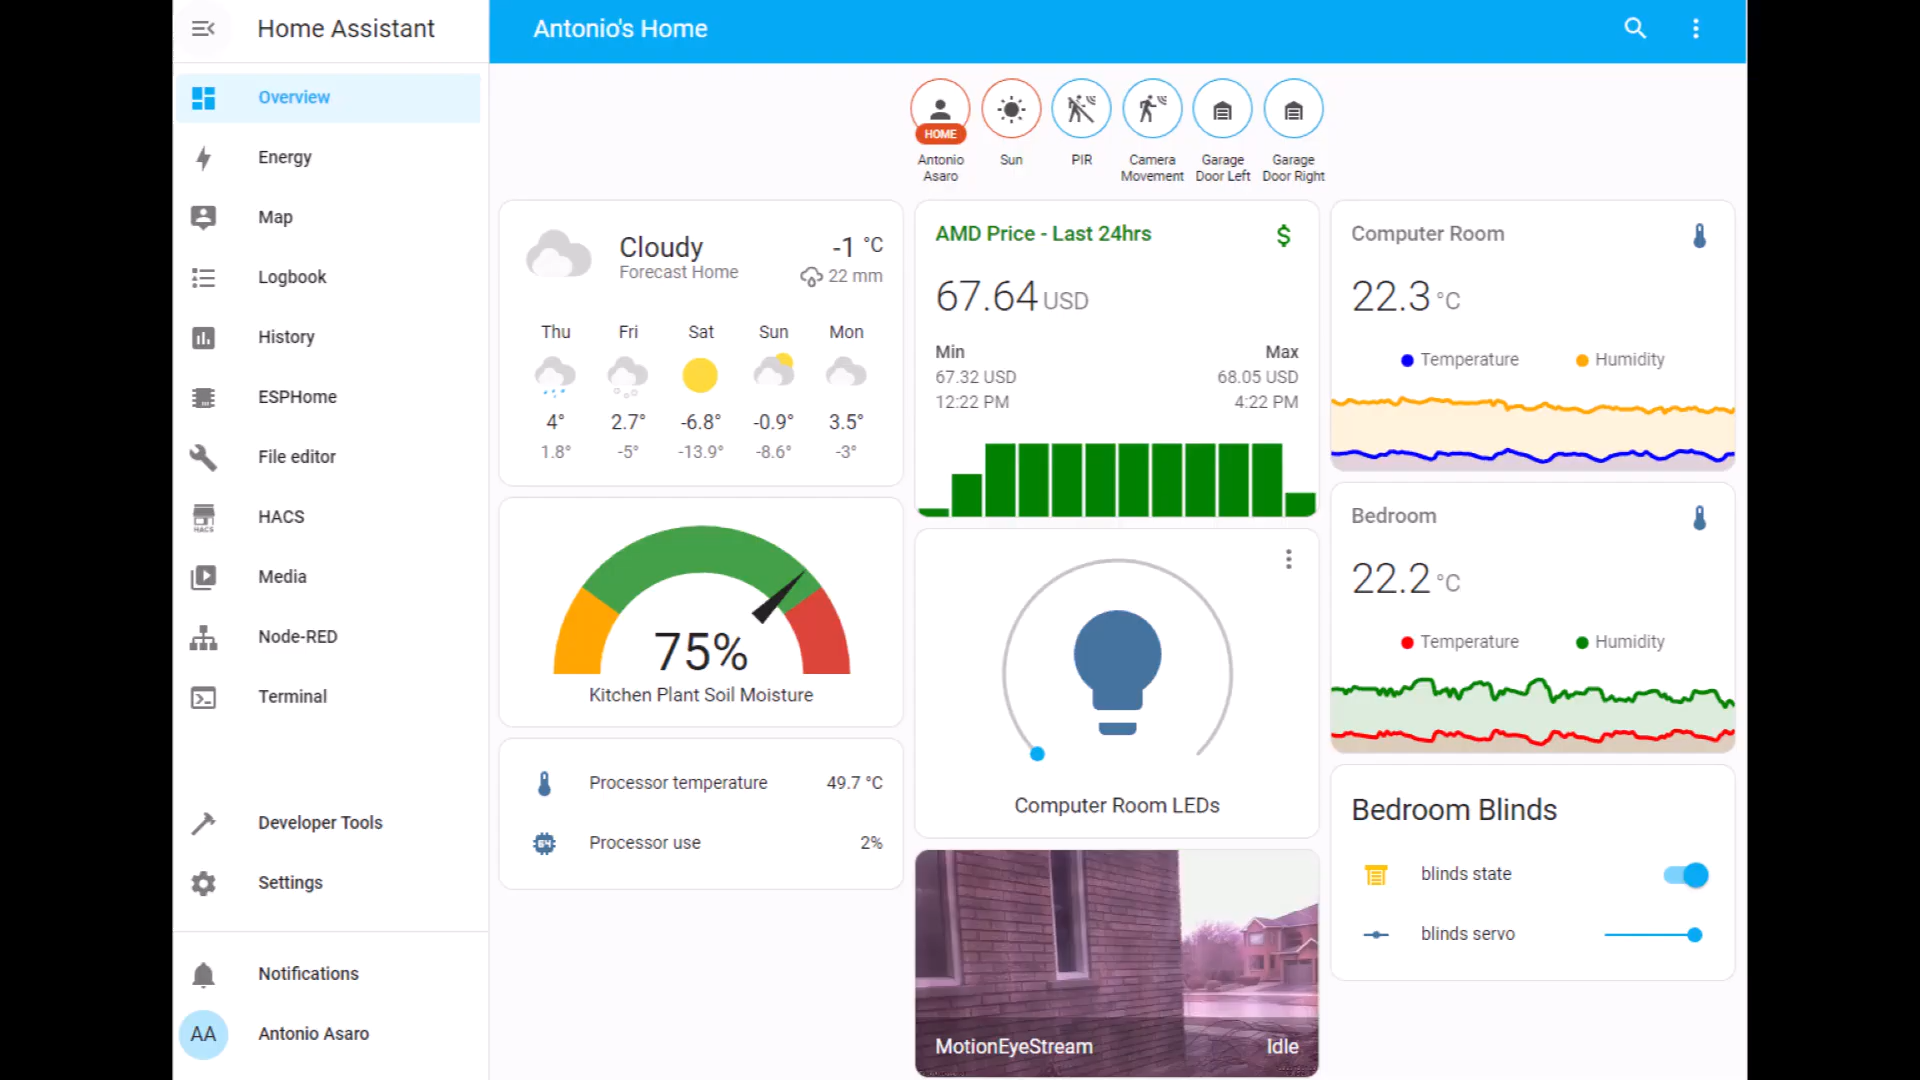 Home Assistant
Antonio's Home
Overview
Energy
Map
Logbook
History
ESPHome
File editor
HACS
HACS
Media
Node-RED
Terminal
Developer Tools
Settings
Notifications
AA
Antonio Asaro
HOME
Antonio
Asaro
Sun
PIR
Camera
Movement
Garage
Door Left
Garage
Door Right
Cloudy
Forecast Home
-1 °C
22 mm
Thu Fri Sat Sun Mon
4° 2.7° -6.8° -0.9° 3.5°
1.8° -5° -13.9° -8.6° -3°
75%
Kitchen Plant Soil Moisture
Processor temperature 49.7 °C
64
Processor use 2%
AMD Price - Last 24hrs
$
67.64 USD
Min Max
67.32 USD 68.05 USD
12:22 PM 4:22 PM
Computer Room LEDs
MotionEyeStream Idle
Computer Room
22.3 °C
Temperature Humidity
Bedroom
22.2 °C
Temperature Humidity
Bedroom Blinds
blinds state
blinds servo